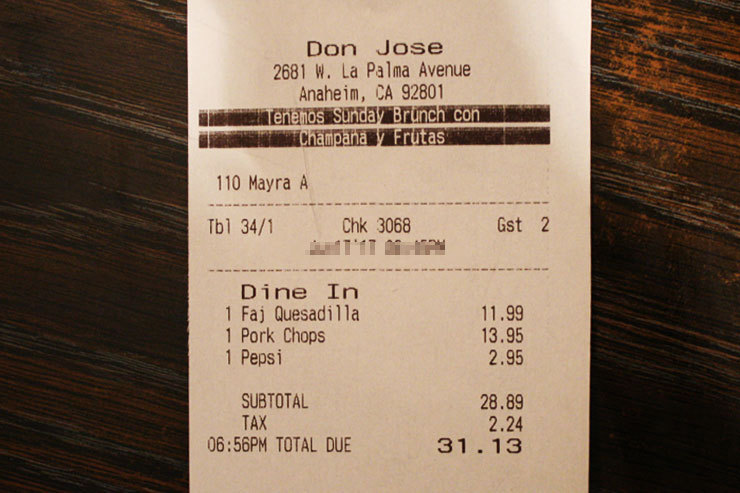 Don Jose
2681 W. La Palma Avenue
Anaheim, CA 92801
Tenemos Sunday Brunch con
Champana y Frutas
110 Mayra A
Tbl 34/1 Chk 3068 Gst 2
Dine In
1 Faj Quesadilla 11.99
1 Pork Chops 13.95
1 Pepsi 2.95
SUBTOTAL 28.89
TAX 2.24
06:56PM TOTAL DUE 31.13